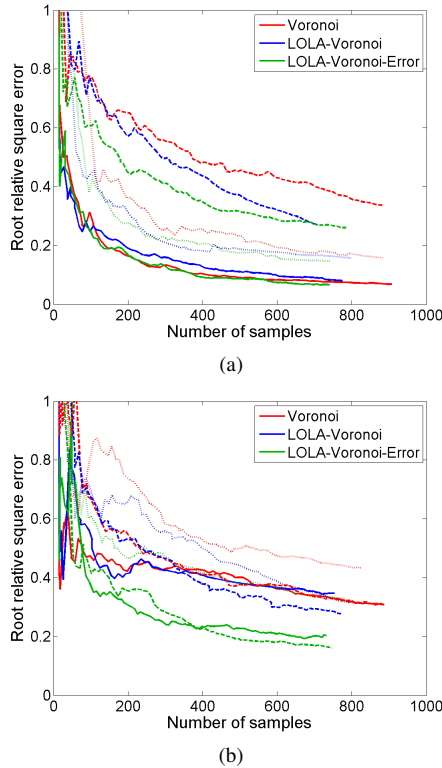 1
0.8
0.6
0.4
0.2
0
0 200 400 600 800 1000
Root relative square error
Number of samples
Voronoi
LOLA-Voronoi
LOLA-Voronoi-Error
(a)
1
0.8
0.6
0.4
0.2
0
0 200 400 600 800 1000
Root relative square error
Number of samples
Voronoi
LOLA-Voronoi
LOLA-Voronoi-Error
(b)